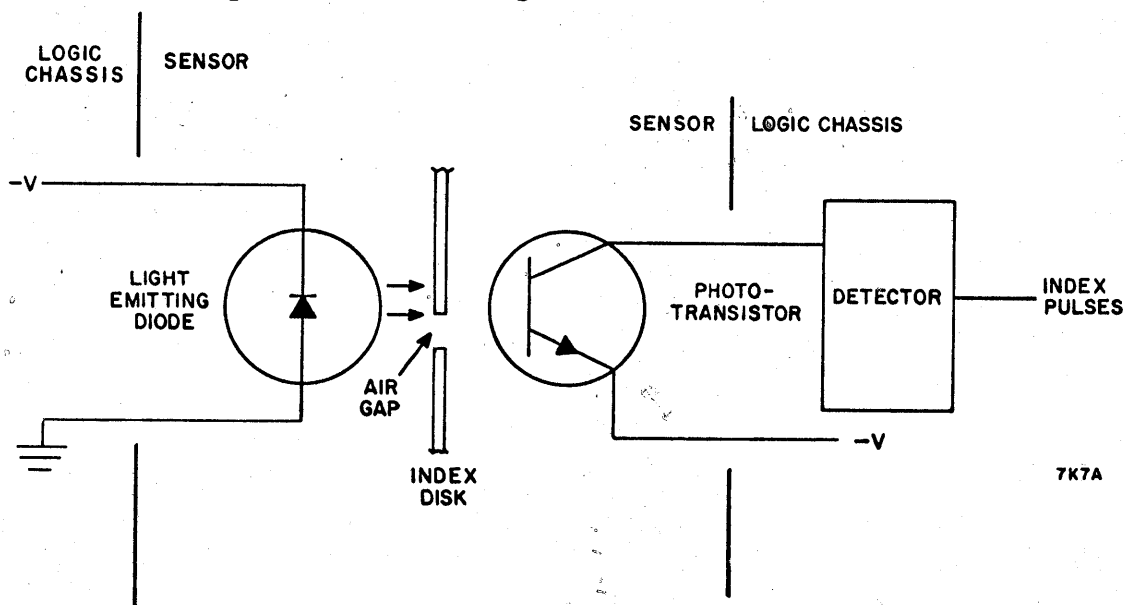 LOGIC
CHASSIS
SENSOR
SENSOR
LOGIC CHASSIS
-V
LIGHT
EMITTING
DIODE
AIR
GAP
INDEX
DISK
PHOTO-
TRANSISTOR
DETECTOR
INDEX
PULSES
-V
7K7A